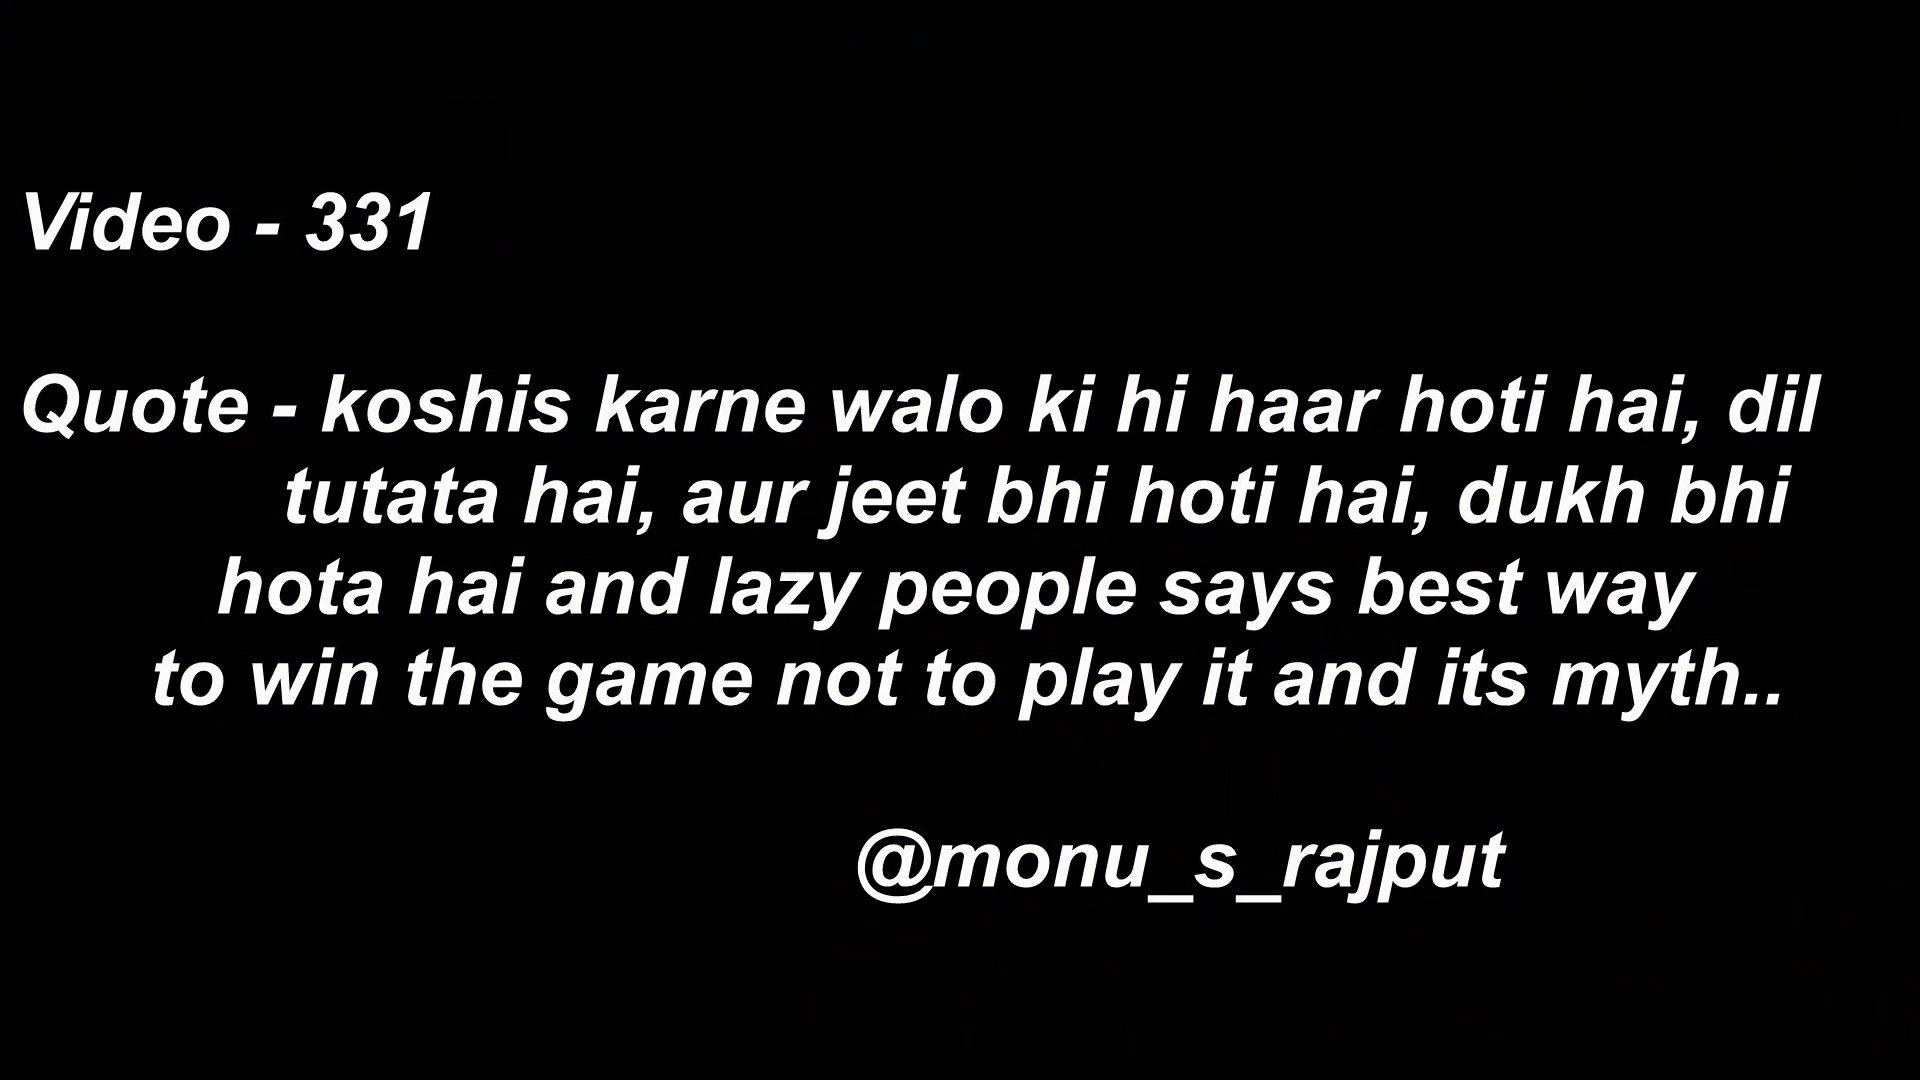 Video - 331
Quote - koshis karne walo ki hi haar hoti hai, dil
tutata hai, aur jeet bhi hoti hai, dukh bhi
hota hai and lazy people says best way
to win the game not to play it and its myth..
@monu_s_rajput